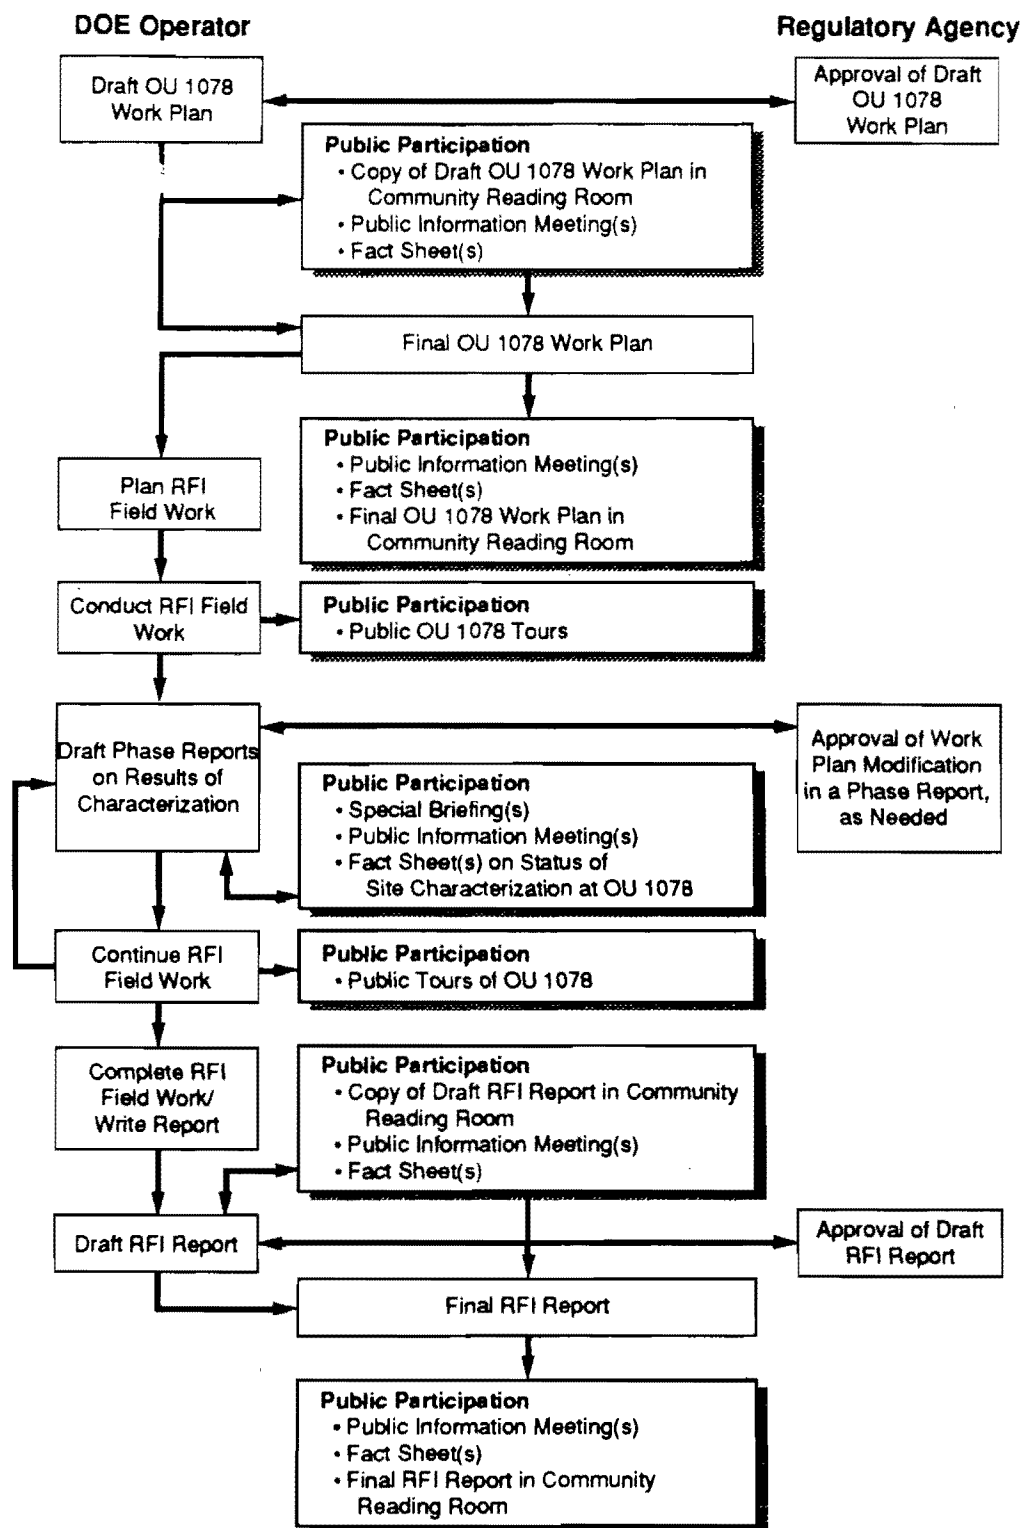 DOE Operator
Regulatory Agency
Draft OU 1078
Work Plan
Approval of Draft
OU 1078
Work Plan
Public Participation
• Copy of Draft OU 1078 Work Plan in
Community Reading Room
• Public Information Meeting(s)
• Fact Sheet(s)
Final OU 1078 Work Plan
Public Participation
• Public Information Meeting(s)
• Fact Sheet(s)
• Final OU 1078 Work Plan in
Community Reading Room
Plan RFI
Field Work
Conduct RFI Field
Work
Public Participation
• Public OU 1078 Tours
Draft Phase Reports
on Results of
Characterization
Approval of Work
Plan Modification
in a Phase Report,
as Needed
Public Participation
• Special Briefing(s)
• Public Information Meeting(s)
• Fact Sheet(s) on Status of
Site Characterization at OU 1078
Continue RFI
Field Work
Public Participation
• Public Tours of OU 1078
Complete RFI
Field Work/
Write Report
Public Participation
• Copy of Draft RFI Report in Community
Reading Room
• Public Information Meeting(s)
• Fact Sheet(s)
Draft RFI Report
Approval of Draft
RFI Report
Final RFI Report
Public Participation
• Public Information Meeting(s)
• Fact Sheet(s)
• Final RFI Report in Community
Reading Room